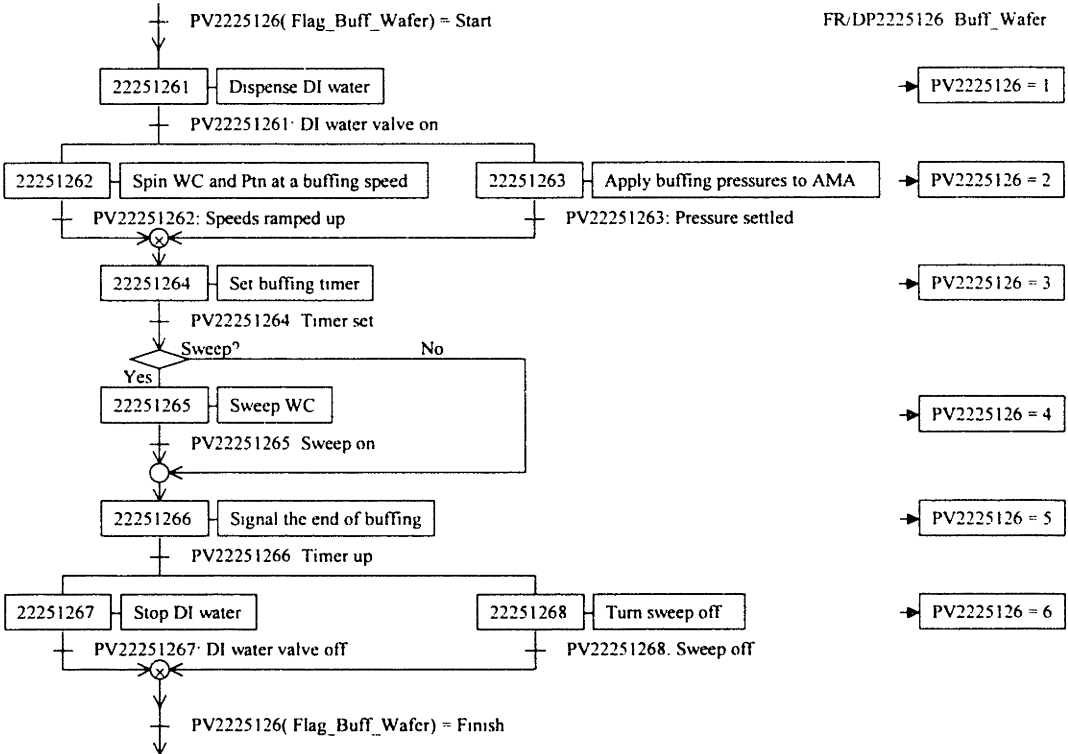 PV2225126( Flag_Buff_Wafer) = Start
FR/DP2225126 Buff_Wafer
22251261
Dispense DI water
PV2225126 = 1
PV22251261: DI water valve on
22251262
Spin WC and Ptn at a buffing speed
22251263
Apply buffing pressures to AMA
PV2225126 = 2
PV22251262: Speeds ramped up
PV22251263: Pressure settled
22251264
Set buffing timer
PV2225126 = 3
PV22251264 Timer set
Sweep?
No
Yes
22251265
Sweep WC
PV2225126 = 4
PV22251265 Sweep on
22251266
Signal the end of buffing
PV2225126 = 5
PV22251266 Timer up
22251267
Stop DI water
22251268
Turn sweep off
PV2225126 = 6
PV22251267: DI water valve off
PV22251268. Sweep off
PV2225126( Flag_Buff_Wafer) = Finish